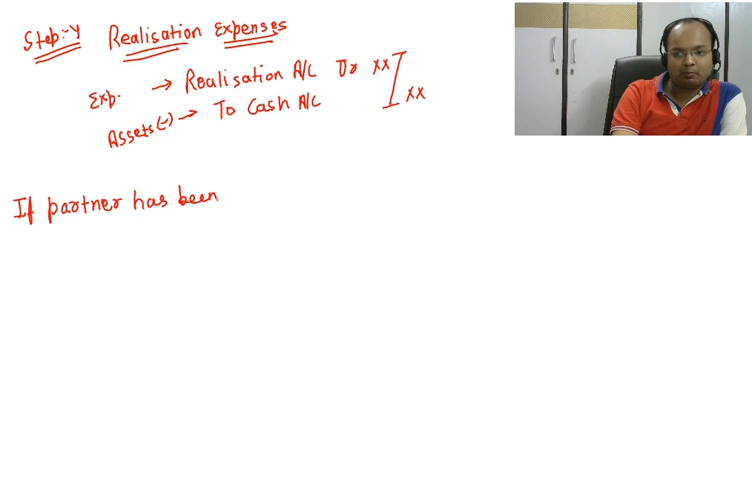 Step:-4 Realisation Expenses
Exp. → Realisation A/C Dr xx
Assets(-) → To Cash A/C xx
If partner has been